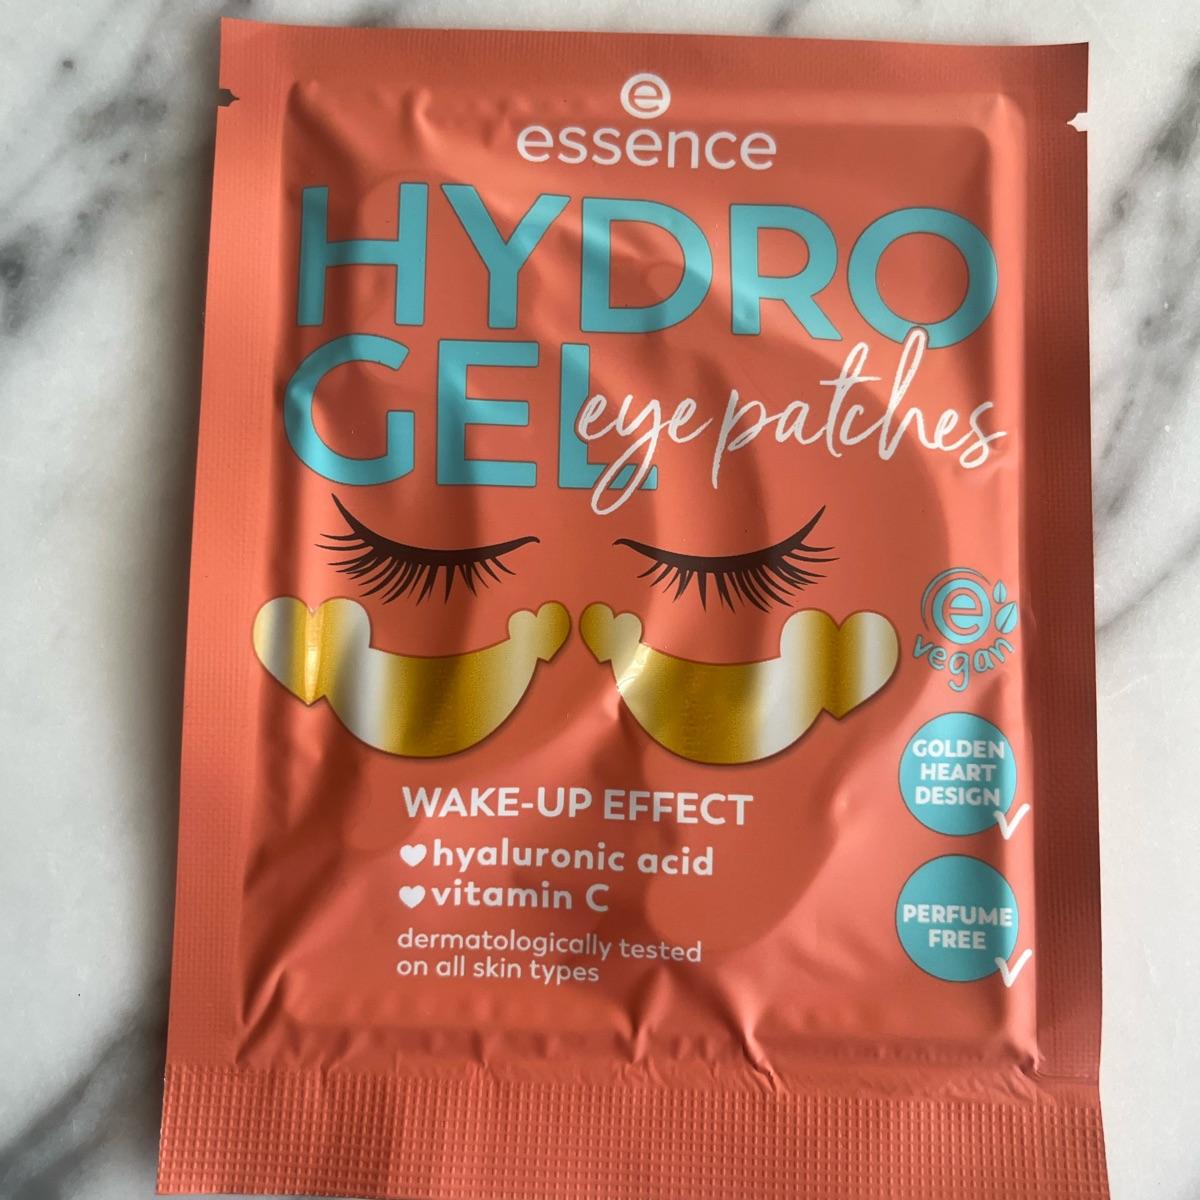 e
essence
HYDRO
GEL eye patches
e
vegan
GOLDEN
HEART
DESIGN
WAKE-UP EFFECT
hyaluronic acid
vitamin C
PERFUME
FREE
dermatologically tested
on all skin types